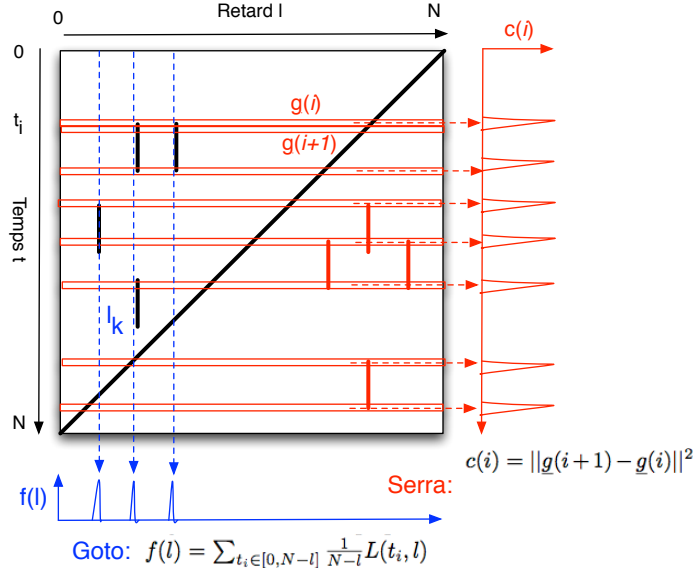 0 Retard l N
c(i)
0
t_i g(i)
g(i+1)
Temps t
l_k
N
c(i) = ||g(i+1) − g(i)||²
f(l) Serra:
Goto: f(l) = ∑_{t_i∈[0,N−l]} 1/(N−l) L(t_i, l)